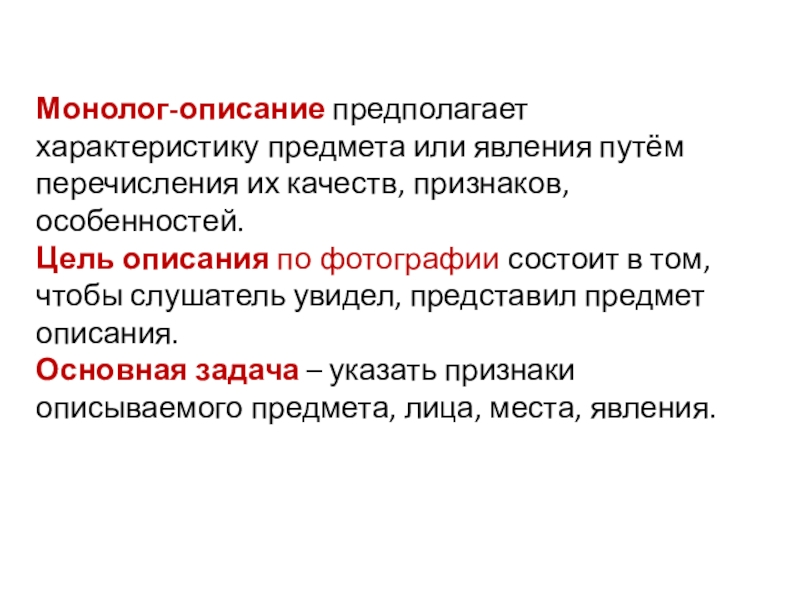 Монолог-описание предполагает
характеристику предмета или явления путём
перечисления их качеств, признаков,
особенностей.
Цель описания по фотографии состоит в том,
чтобы слушатель увидел, представил предмет
описания.
Основная задача – указать признаки
описываемого предмета, лица, места, явления.